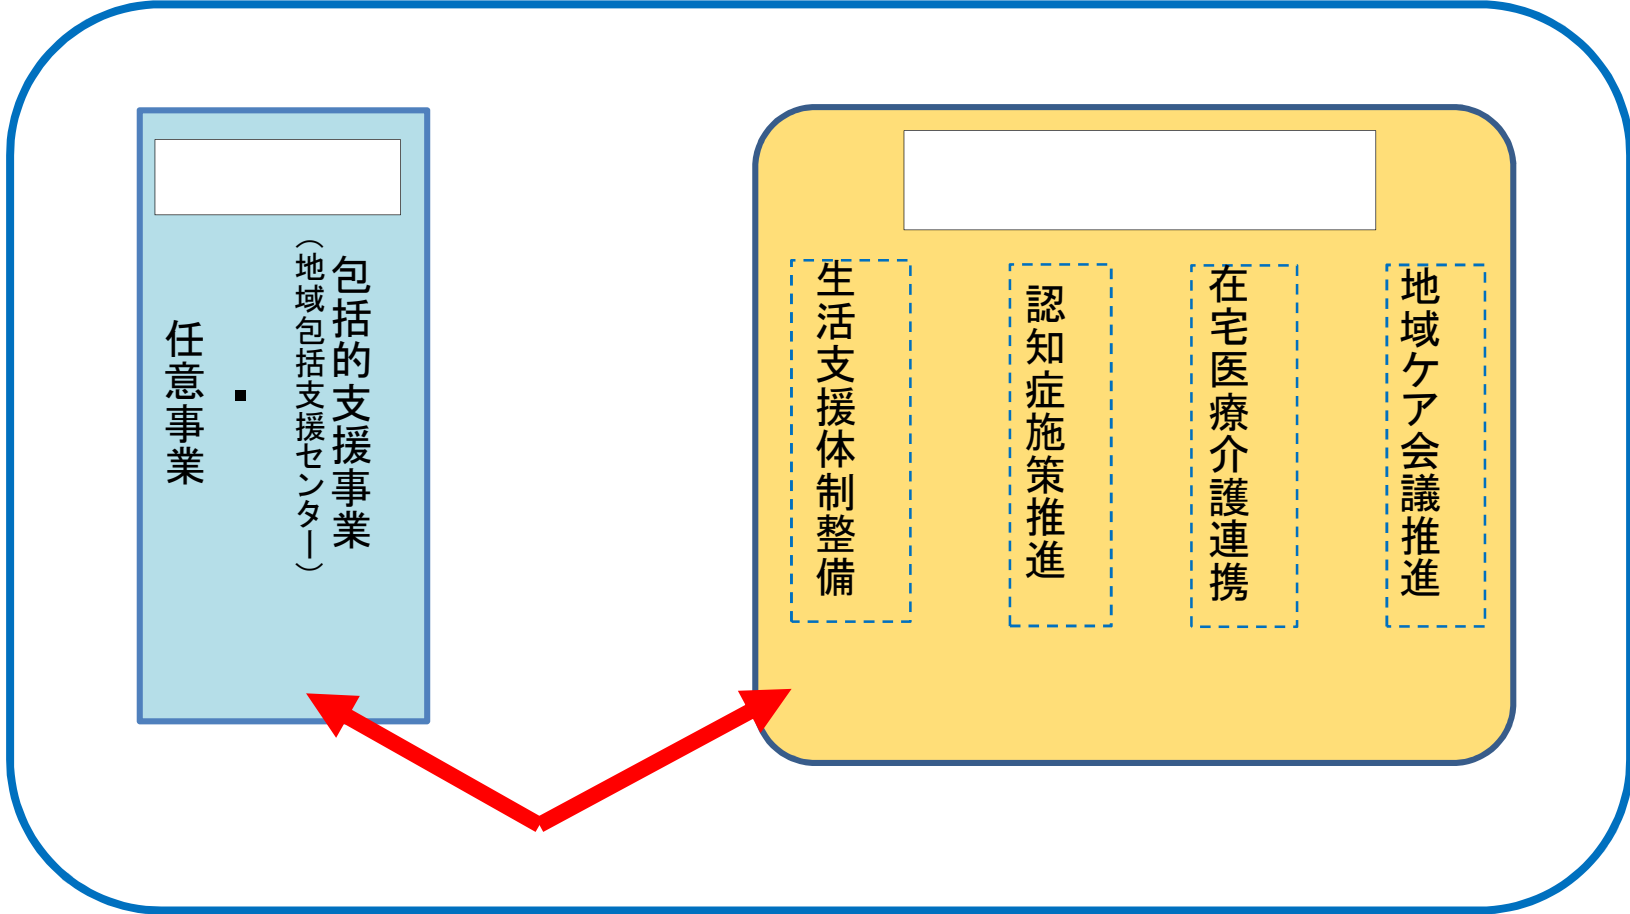 包括的支援事業
（地域包括支援センター）
・
任意事業
地域ケア会議推進
在宅医療介護連携
認知症施策推進
生活支援体制整備